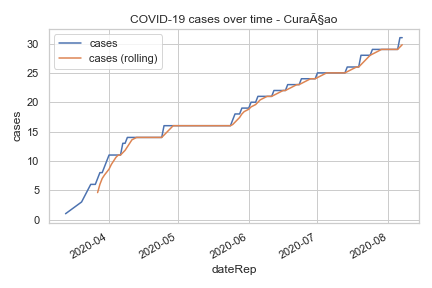 COVID-19 cases over time - CuraÃ§ao
cases
cases (rolling)
30
25
20
15
10
5
0
cases
2020-04
2020-05
2020-06
2020-07
2020-08
dateRep